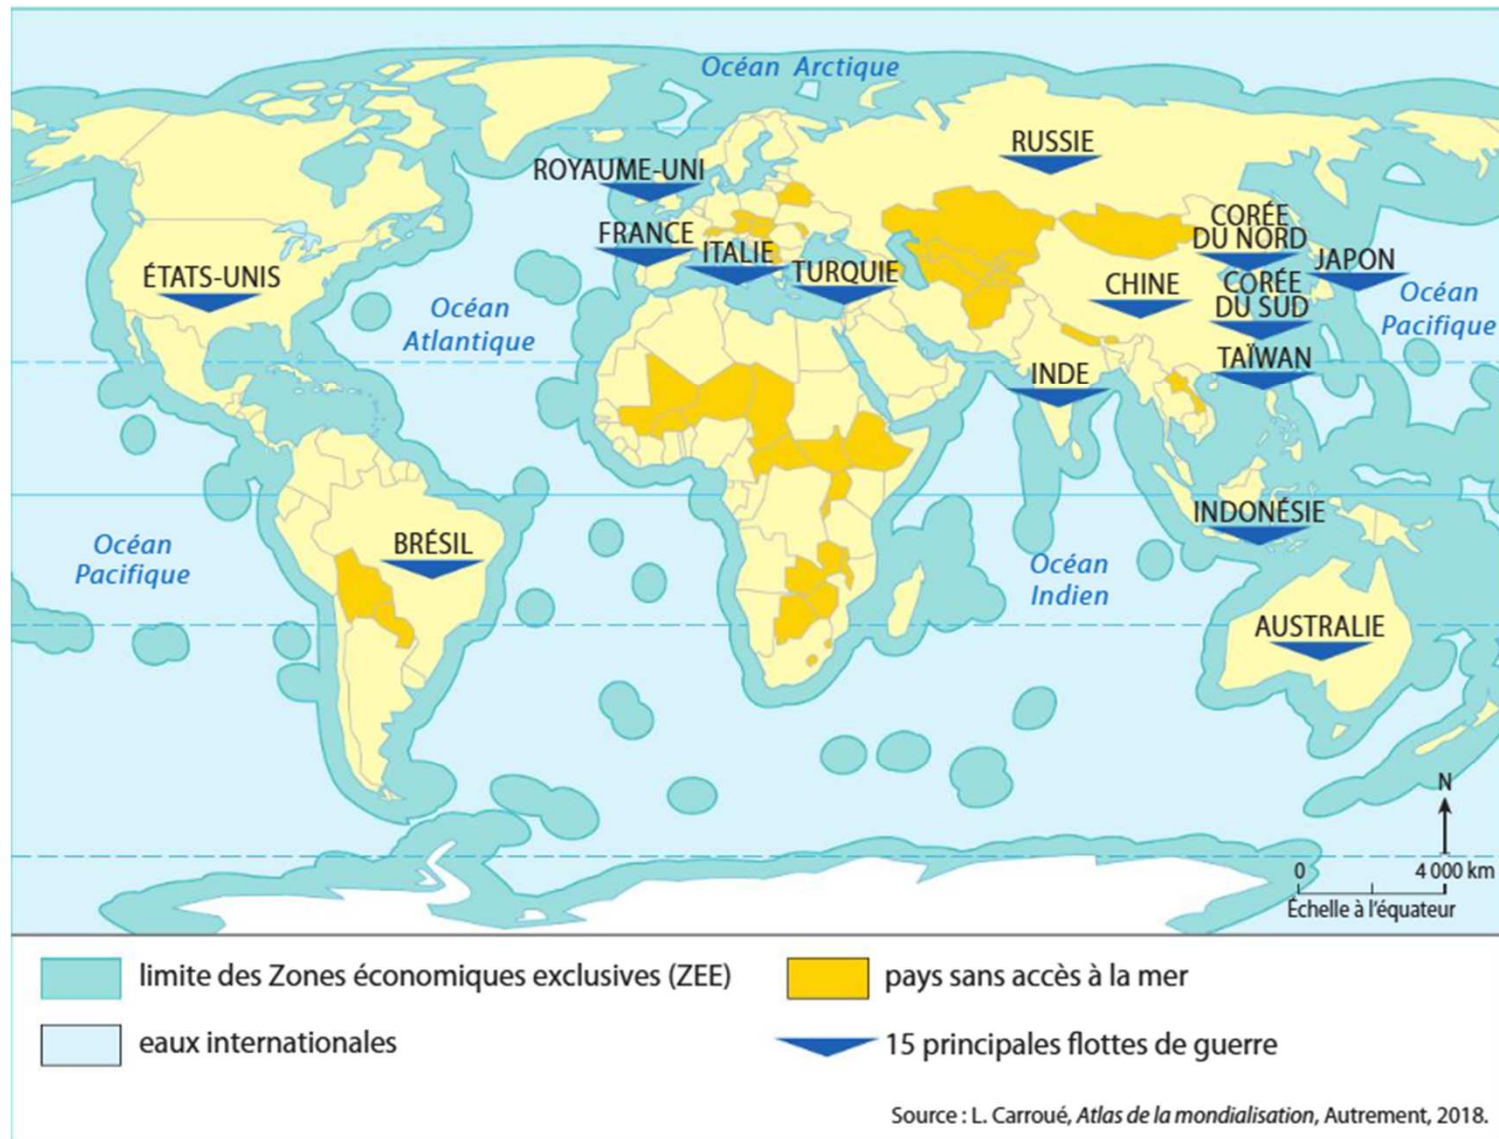 Océan Arctique
RUSSIE
ROYAUME-UNI
CORÉE
DU NORD
FRANCE
ITALIE
JAPON
TURQUIE
ÉTATS-UNIS
CHINE
CORÉE
DU SUD
Océan
Pacifique
Océan
Atlantique
TAÏWAN
INDE
INDONÉSIE
BRÉSIL
Océan
Pacifique
Océan
Indien
AUSTRALIE
N
0 4 000 km
Échelle à l'équateur
limite des Zones économiques exclusives (ZEE)
pays sans accès à la mer
eaux internationales
15 principales flottes de guerre
Source : L. Carroué, Atlas de la mondialisation, Autrement, 2018.